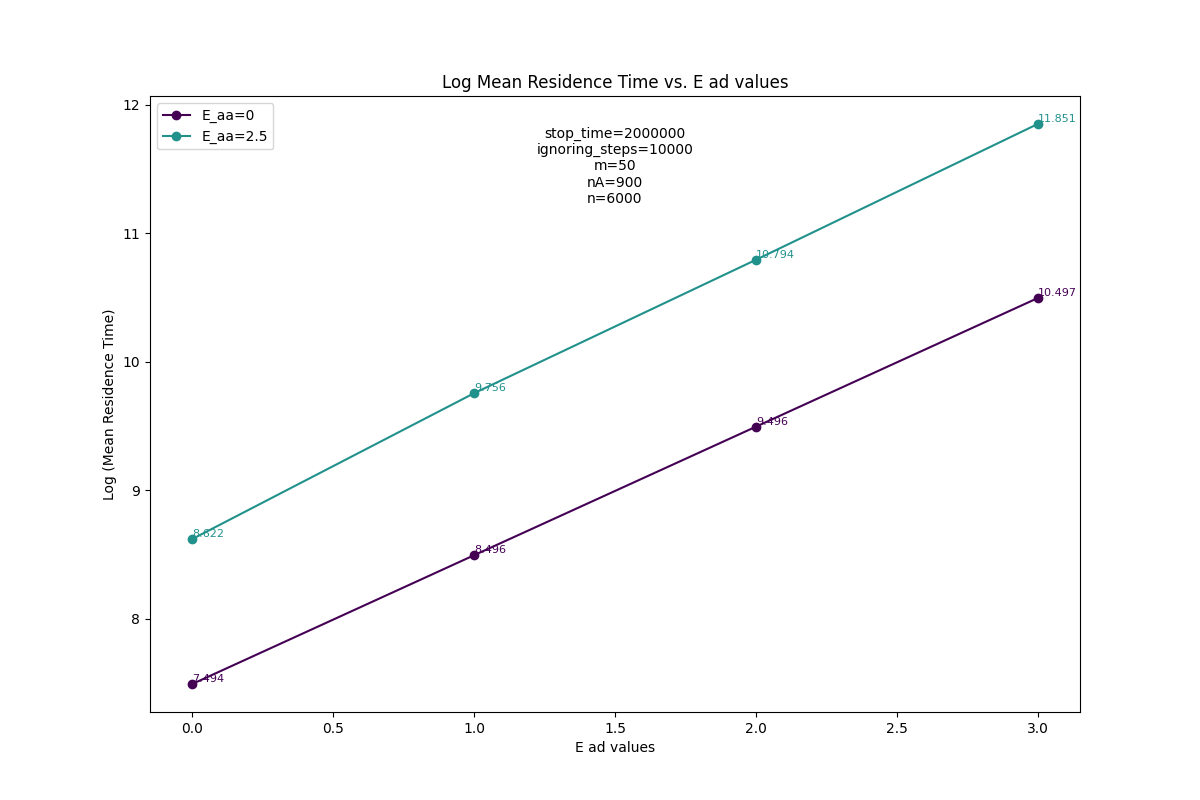 Log Mean Residence Time vs. E ad values
E_aa=0
E_aa=2.5
stop_time=2000000
ignoring_steps=10000
m=50
nA=900
n=6000
12
11
10
9
8
Log (Mean Residence Time)
11.851
10.794
10.497
9.756
9.496
8.622
8.496
7.494
0.0
0.5
1.0
1.5
2.0
2.5
3.0
E ad values